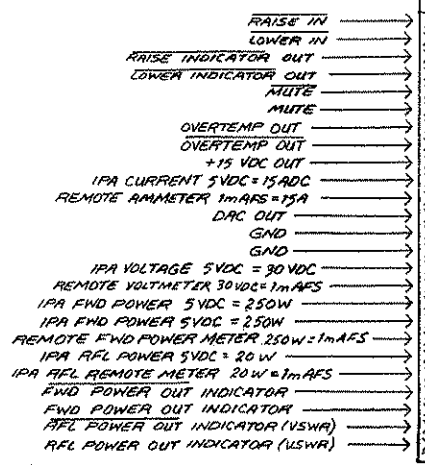 RAISE IN
LOWER IN
RAISE INDICATOR OUT
LOWER INDICATOR OUT
MUTE
MUTE
OVERTEMP OUT
OVERTEMP OUT
+15 VDC OUT
IPA CURRENT 5VDC = 15ADC
REMOTE AMMETER 1mAFS = 15A
DAC OUT
GND
GND
IPA VOLTAGE 5VDC = 30VDC
REMOTE VOLTMETER 30VDC = 1mAFS
IPA FWD POWER 5VDC = 250W
IPA FWD POWER 5VDC = 250W
REMOTE FWD POWER METER 250W = 1mAFS
IPA RFL POWER 5VDC = 20W
IPA RFL REMOTE METER 20W = 1mAFS
FWD POWER OUT INDICATOR
FWD POWER OUT INDICATOR
RFL POWER OUT INDICATOR (VSWR)
RFL POWER OUT INDICATOR (VSWR)